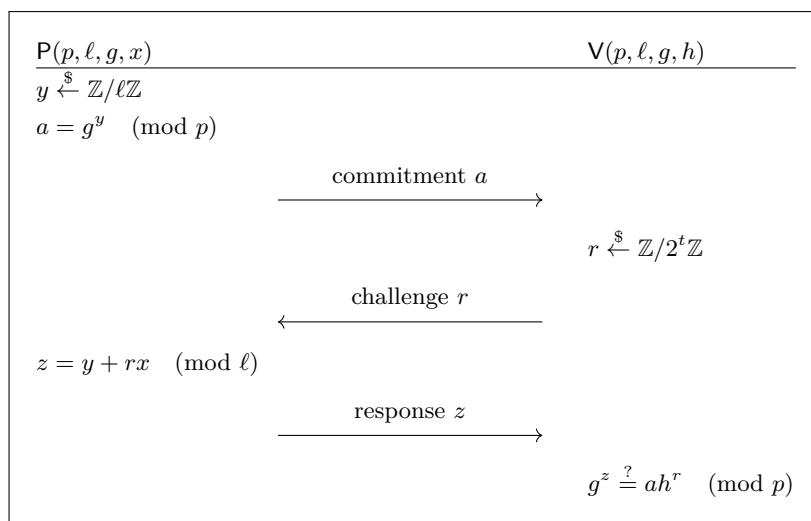 P(p, ℓ, g, x) V(p, ℓ, g, h)
y $← ℤ/ℓℤ
a = g^y (mod p)
commitment a
r $← ℤ/2^tℤ
challenge r
z = y + rx (mod ℓ)
response z
g^z ?= ah^r (mod p)